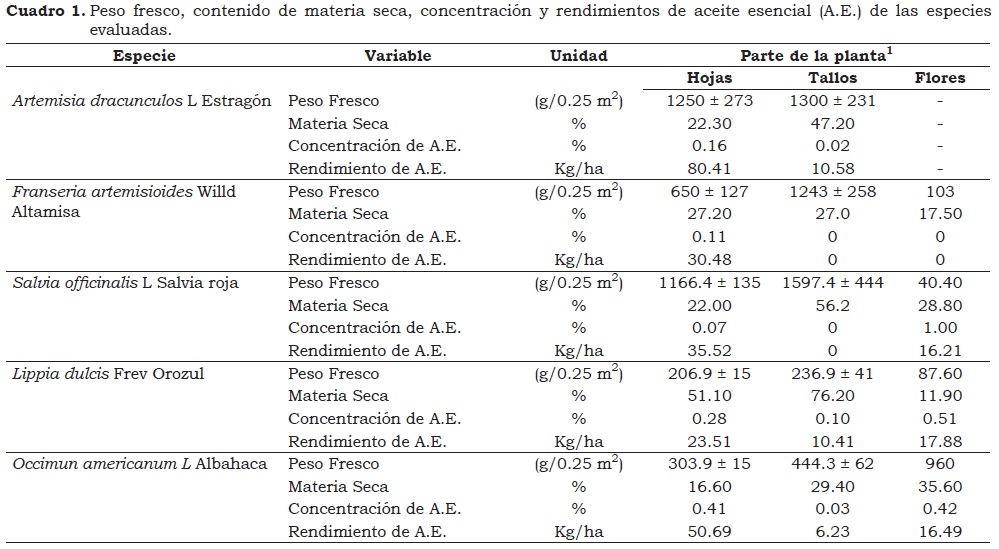 Cuadro 1. Peso fresco, contenido de materia seca, concentración y rendimientos de aceite esencial (A.E.) de las especies
evaluadas.
Especie Variable Unidad Parte de la planta1
Hojas Tallos Flores
Artemisia dracunculos L Estragón Peso Fresco (g/0.25 m2) 1250 ± 273 1300 ± 231 -
Materia Seca % 22.30 47.20 -
Concentración de A.E. % 0.16 0.02 -
Rendimiento de A.E. Kg/ha 80.41 10.58 -
Franseria artemisioides Willd Peso Fresco (g/0.25 m2) 650 ± 127 1243 ± 258 103
Altamisa Materia Seca % 27.20 27.0 17.50
Concentración de A.E. % 0.11 0 0
Rendimiento de A.E. Kg/ha 30.48 0 0
Salvia officinalis L Salvia roja Peso Fresco (g/0.25 m2) 1166.4 ± 135 1597.4 ± 444 40.40
Materia Seca % 22.00 56.2 28.80
Concentración de A.E. % 0.07 0 1.00
Rendimiento de A.E. Kg/ha 35.52 0 16.21
Lippia dulcis Frev Orozul Peso Fresco (g/0.25 m2) 206.9 ± 15 236.9 ± 41 87.60
Materia Seca % 51.10 76.20 11.90
Concentración de A.E. % 0.28 0.10 0.51
Rendimiento de A.E. Kg/ha 23.51 10.41 17.88
Occimun americanum L Albahaca Peso Fresco (g/0.25 m2) 303.9 ± 15 444.3 ± 62 960
Materia Seca % 16.60 29.40 35.60
Concentración de A.E. % 0.41 0.03 0.42
Rendimiento de A.E. Kg/ha 50.69 6.23 16.49